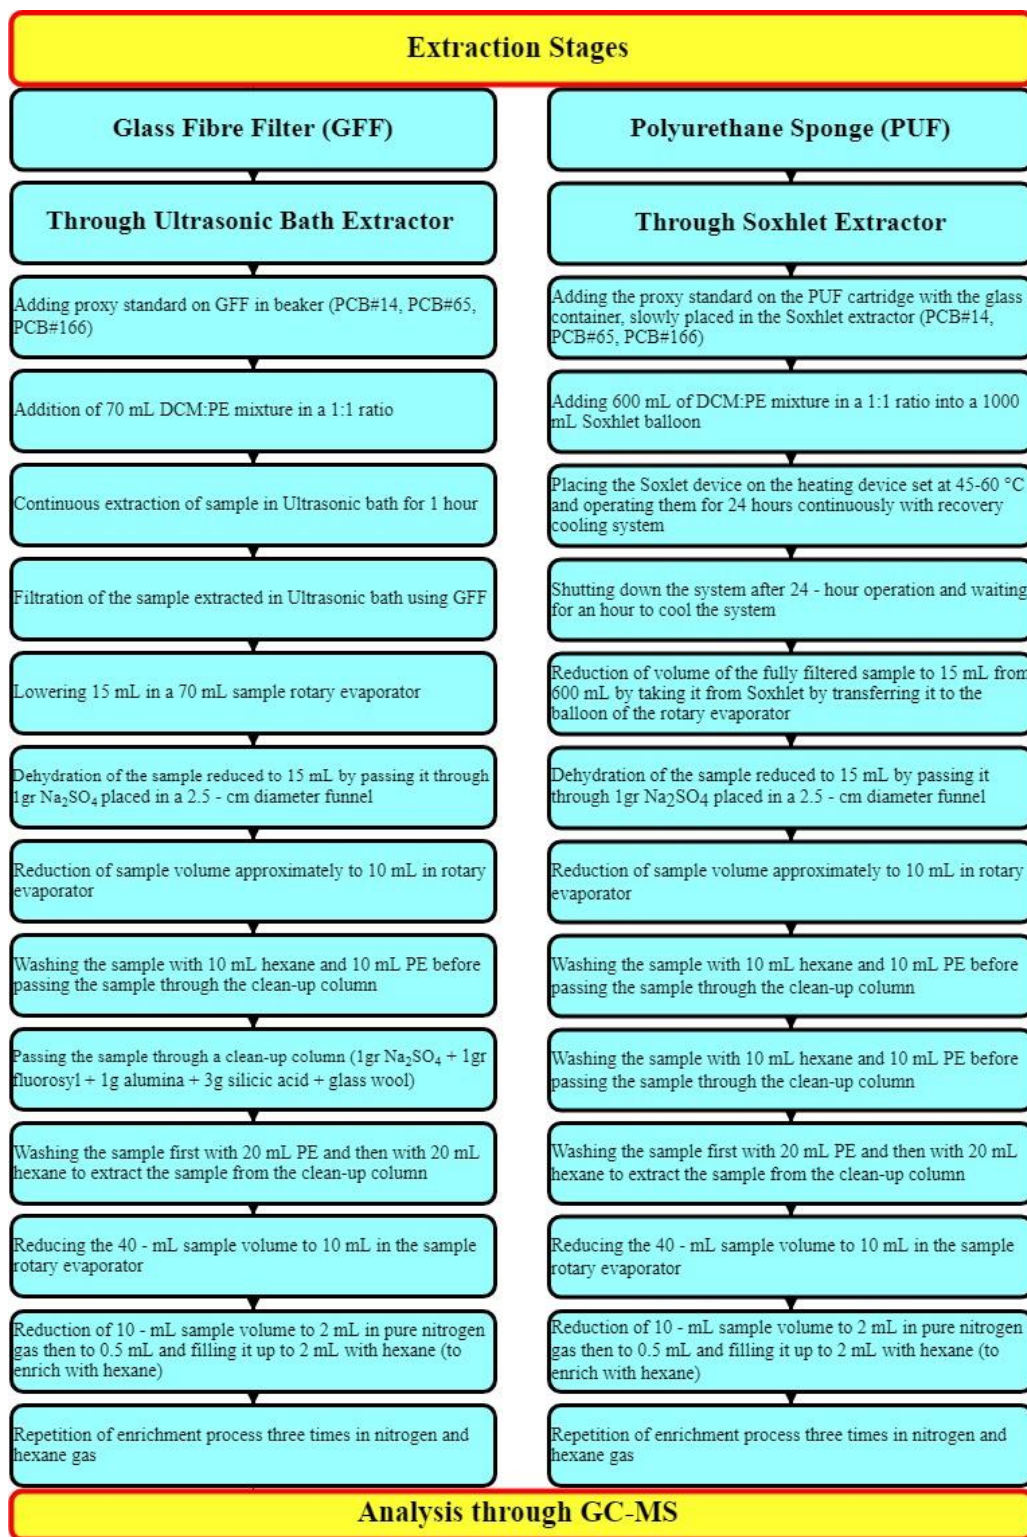 Extraction Stages
Glass Fibre Filter (GFF)
Through Ultrasonic Bath Extractor
Adding proxy standard on GFF in beaker (PCB#14, PCB#65,
PCB#166)
Addition of 70 mL DCM:PE mixture in a 1:1 ratio
Continuous extraction of sample in Ultrasonic bath for 1 hour
Filtration of the sample extracted in Ultrasonic bath using GFF
Lowering 15 mL in a 70 mL sample rotary evaporator
Dehydration of the sample reduced to 15 mL by passing it through
1gr Na₂SO₄ placed in a 2.5 - cm diameter funnel
Reduction of sample volume approximately to 10 mL in rotary
evaporator
Washing the sample with 10 mL hexane and 10 mL PE before
passing the sample through the clean-up column
Passing the sample through a clean-up column (1gr Na₂SO₄ + 1gr
fluorosyl + 1g alumina + 3g silicic acid + glass wool)
Washing the sample first with 20 mL PE and then with 20 mL
hexane to extract the sample from the clean-up column
Reducing the 40 - mL sample volume to 10 mL in the sample
rotary evaporator
Reduction of 10 - mL sample volume to 2 mL in pure nitrogen
gas then to 0.5 mL and filling it up to 2 mL with hexane (to
enrich with hexane)
Repetition of enrichment process three times in nitrogen and
hexane gas
Polyurethane Sponge (PUF)
Through Soxhlet Extractor
Adding the proxy standard on the PUF cartridge with the glass
container, slowly placed in the Soxhlet extractor (PCB#14,
PCB#65, PCB#166)
Adding 600 mL of DCM:PE mixture in a 1:1 ratio into a 1000
mL Soxhlet balloon
Placing the Soxlet device on the heating device set at 45-60 °C
and operating them for 24 hours continuously with recovery
cooling system
Shutting down the system after 24 - hour operation and waiting
for an hour to cool the system
Reduction of volume of the fully filtered sample to 15 mL from
600 mL by taking it from Soxhlet by transferring it to the
balloon of the rotary evaporator
Dehydration of the sample reduced to 15 mL by passing it
through 1gr Na2SO4 placed in a 2.5 - cm diameter funnel
Reduction of sample volume approximately to 10 mL in rotary
evaporator
Washing the sample with 10 mL hexane and 10 mL PE before
passing the sample through the clean-up column
Washing the sample with 10 mL hexane and 10 mL PE before
passing the sample through the clean-up column
Washing the sample first with 20 mL PE and then with 20 mL
hexane to extract the sample from the clean-up column
Reducing the 40 - mL sample volume to 10 mL in the sample
rotary evaporator
Reduction of 10 - mL sample volume to 2 mL in pure nitrogen
gas then to 0.5 mL and filling it up to 2 mL with hexane (to
enrich with hexane)
Repetition of enrichment process three times in nitrogen and
hexane gas
Analysis through GC-MS